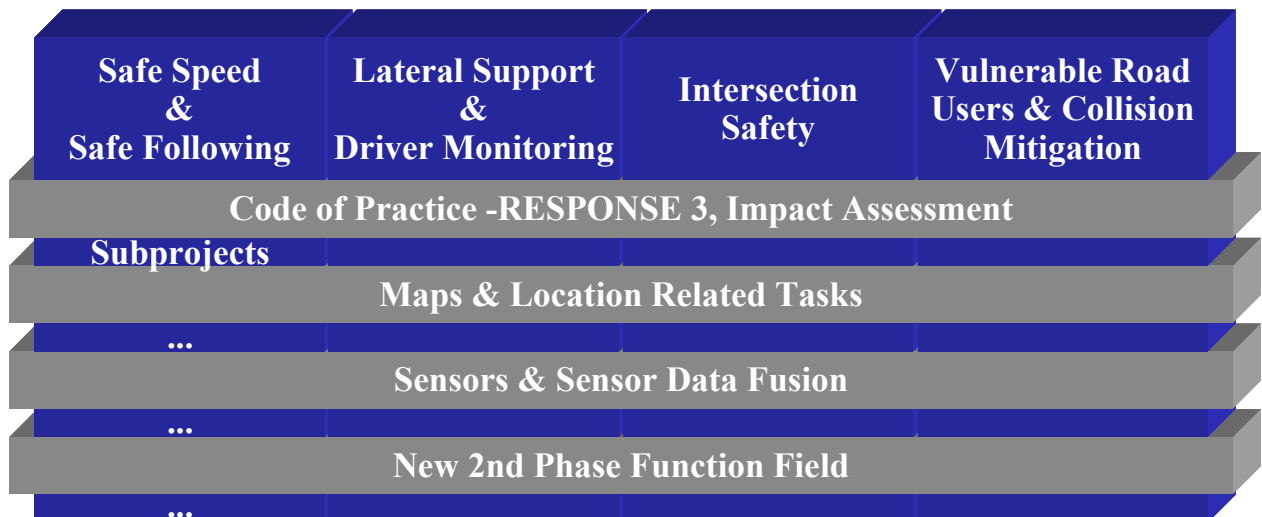 Safe Speed
&
Safe Following
Lateral Support
&
Driver Monitoring
Intersection
Safety
Vulnerable Road
Users & Collision
Mitigation
Code of Practice -RESPONSE 3, Impact Assessment
Subprojects
Maps & Location Related Tasks
...
Sensors & Sensor Data Fusion
...
New 2nd Phase Function Field
...